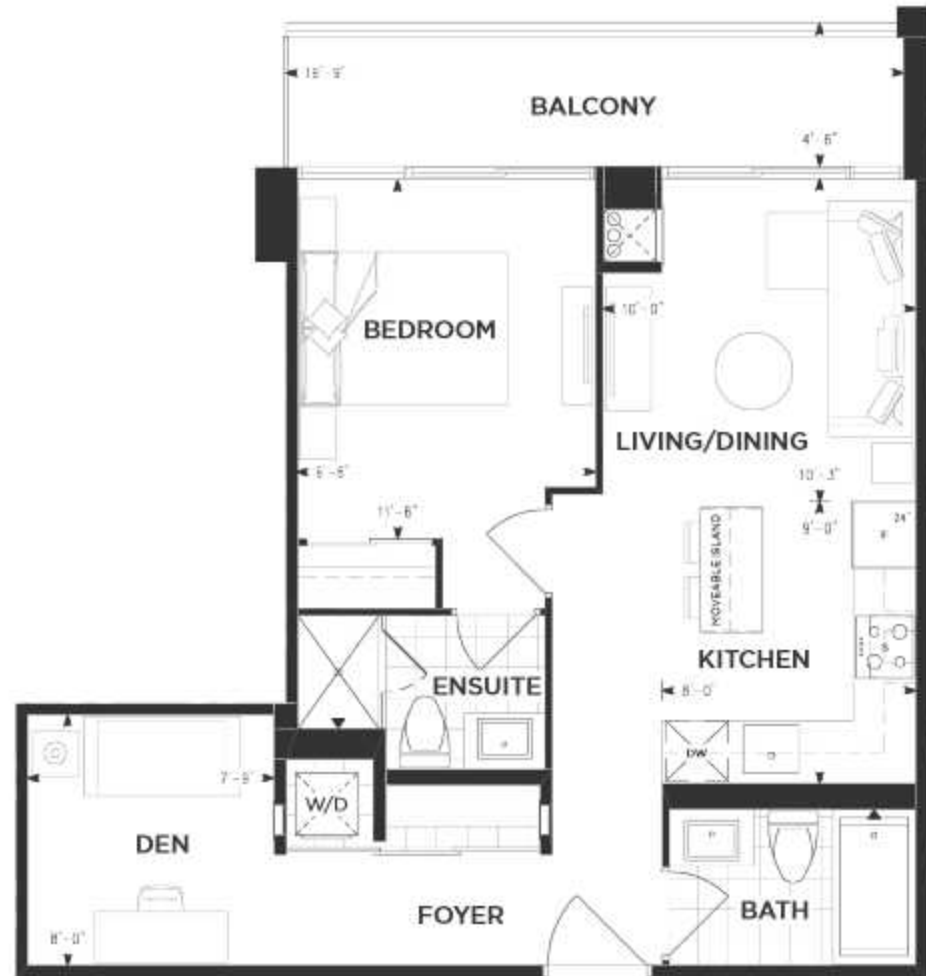 19'-9"
BALCONY
4'-6"
BEDROOM
10'-0"
LIVING/DINING
9'-6"
10'-3"
11'-6"
9'-0"
24"
F
MOVEABLE ISLAND
S
KITCHEN
ENSUITE
8'-0"
DW
7'-9"
W/D
DEN
FOYER
BATH
8'-0"